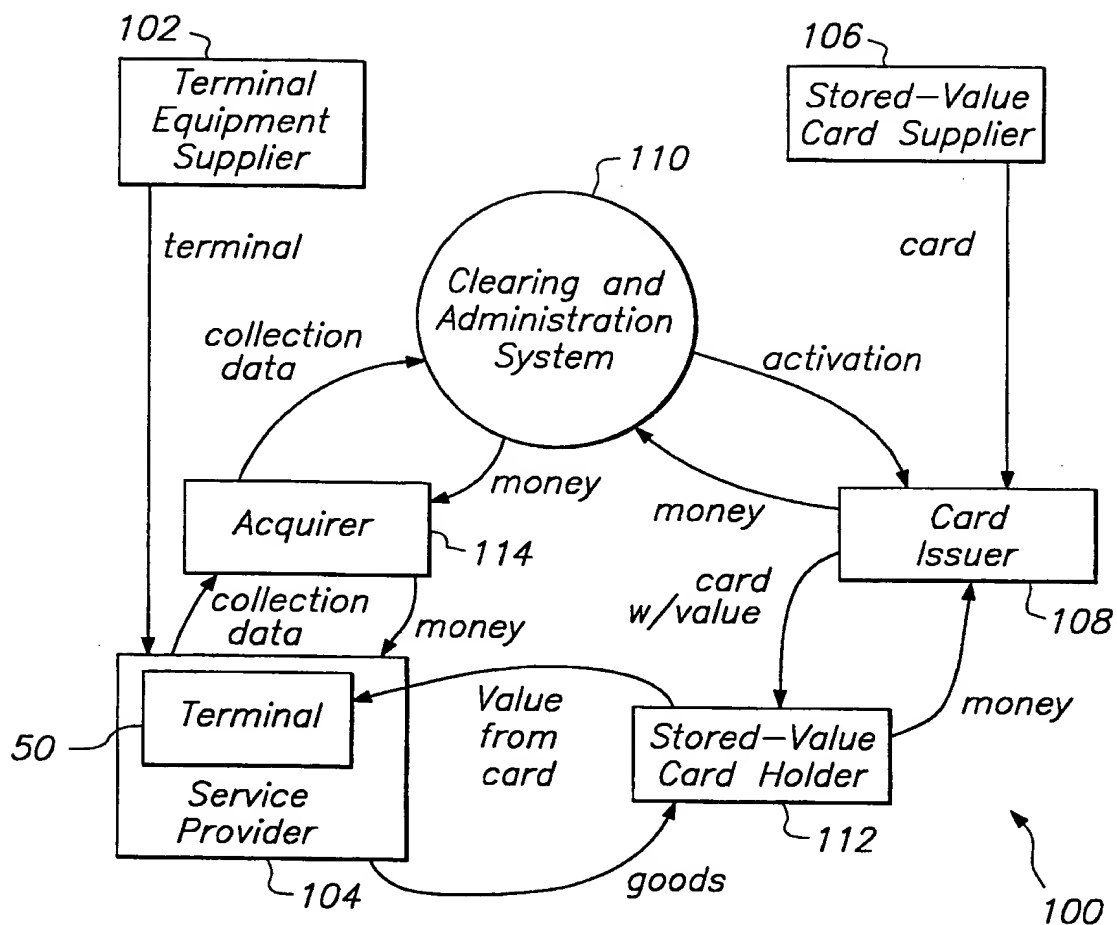 102
Terminal
Equipment
Supplier
106
Stored-Value
Card Supplier
110
terminal
card
Clearing and
Administration
System
collection
data
activation
money
money
Acquirer
114
Card
Issuer
108
collection
data
money
card
w/value
money
Terminal
50
Value
from
card
Stored-Value
Card Holder
112
Service
Provider
104
goods
100